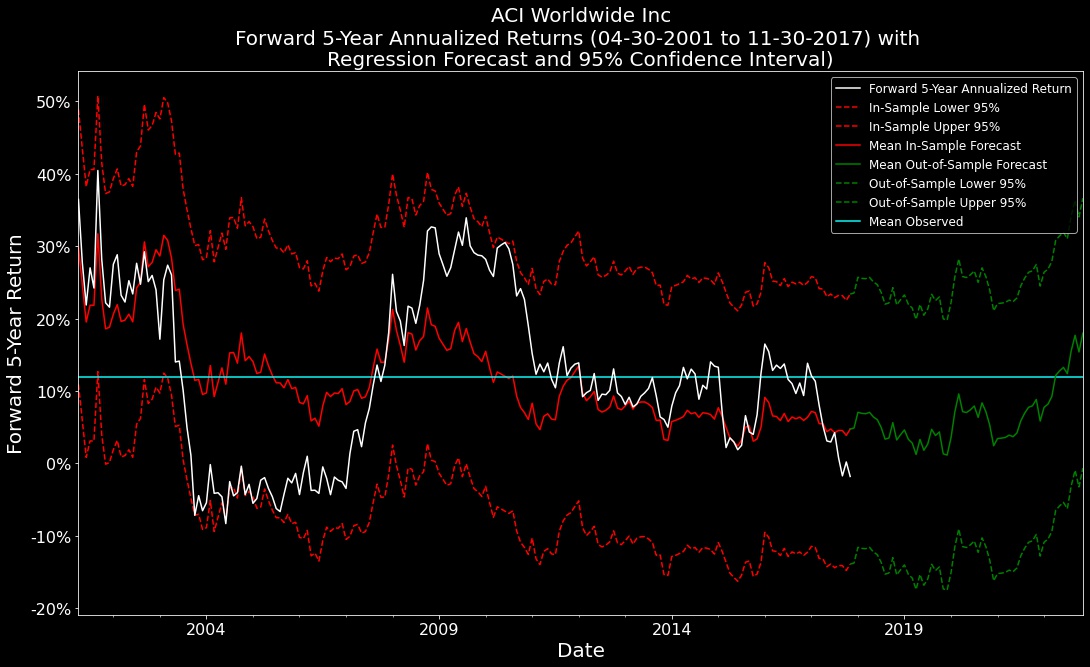 ACI Worldwide Inc
Forward 5-Year Annualized Returns (04-30-2001 to 11-30-2017) with
Regression Forecast and 95% Confidence Interval)
Forward 5-Year Annualized Return
In-Sample Lower 95%
In-Sample Upper 95%
Mean In-Sample Forecast
Mean Out-of-Sample Forecast
Out-of-Sample Lower 95%
Out-of-Sample Upper 95%
Mean Observed
Forward 5-Year Return
50%
40%
30%
20%
10%
0%
-10%
-20%
2004
2009
2014
2019
Date